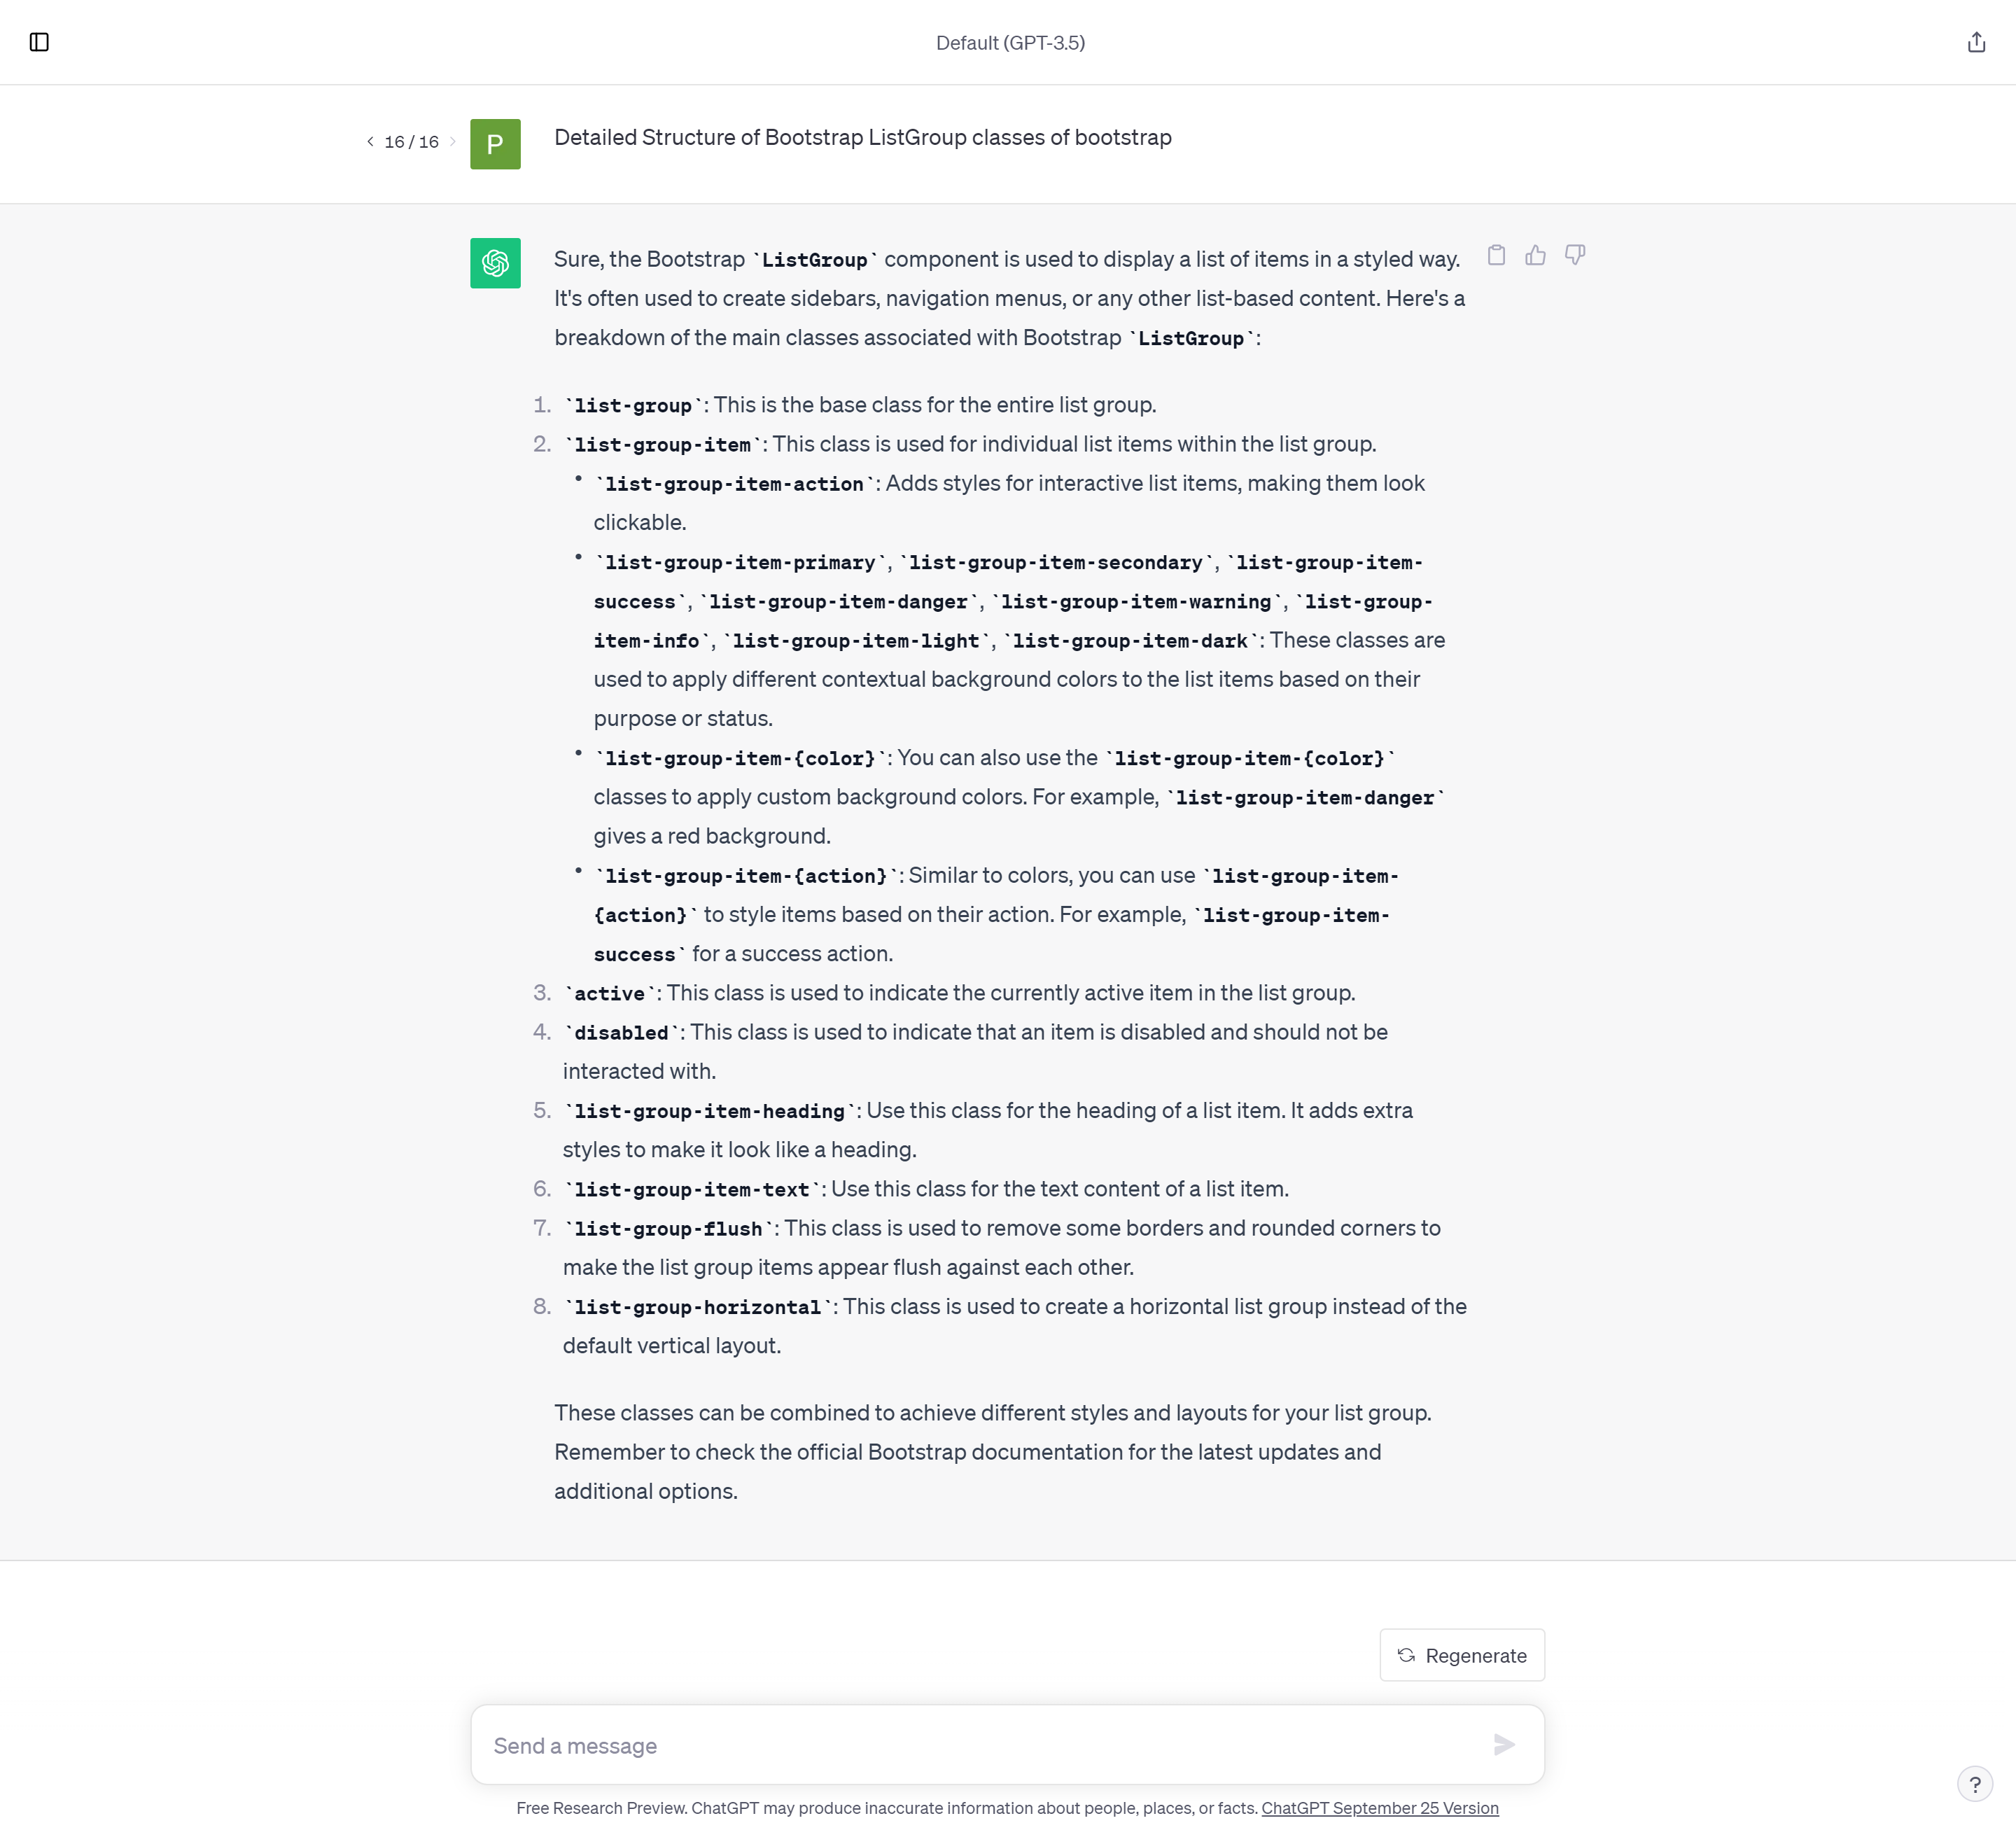 Default (GPT-3.5)
16 / 16
P
Detailed Structure of Bootstrap ListGroup classes of bootstrap
Sure, the Bootstrap `ListGroup` component is used to display a list of items in a styled way.
It's often used to create sidebars, navigation menus, or any other list-based content. Here's a
breakdown of the main classes associated with Bootstrap `ListGroup`:
1. `list-group`: This is the base class for the entire list group.
2. `list-group-item`: This class is used for individual list items within the list group.
• `list-group-item-action`: Adds styles for interactive list items, making them look
clickable.
• `list-group-item-primary`, `list-group-item-secondary`, `list-group-item-
success`, `list-group-item-danger`, `list-group-item-warning`, `list-group-
item-info`, `list-group-item-light`, `list-group-item-dark`: These classes are
used to apply different contextual background colors to the list items based on their
purpose or status.
• `list-group-item-{color}`: You can also use the `list-group-item-{color}`
classes to apply custom background colors. For example, `list-group-item-danger`
gives a red background.
• `list-group-item-{action}`: Similar to colors, you can use `list-group-item-
{action}` to style items based on their action. For example, `list-group-item-
success` for a success action.
3. `active`: This class is used to indicate the currently active item in the list group.
4. `disabled`: This class is used to indicate that an item is disabled and should not be
interacted with.
5. `list-group-item-heading`: Use this class for the heading of a list item. It adds extra
styles to make it look like a heading.
6. `list-group-item-text`: Use this class for the text content of a list item.
7. `list-group-flush`: This class is used to remove some borders and rounded corners to
make the list group items appear flush against each other.
8. `list-group-horizontal`: This class is used to create a horizontal list group instead of the
default vertical layout.
These classes can be combined to achieve different styles and layouts for your list group.
Remember to check the official Bootstrap documentation for the latest updates and
additional options.
Regenerate
Send a message
?
Free Research Preview. ChatGPT may produce inaccurate information about people, places, or facts. ChatGPT September 25 Version